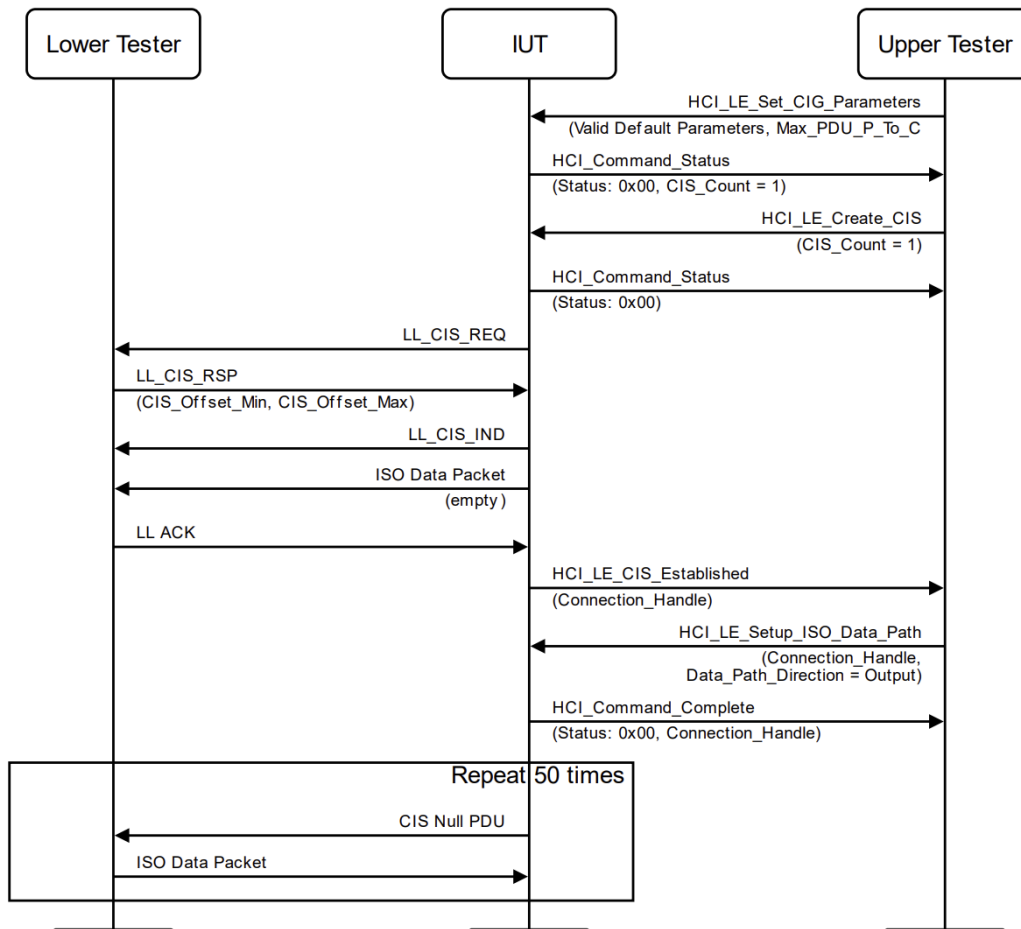 Lower Tester
IUT
Upper Tester
HCI_LE_Set_CIG_Parameters
(Valid Default Parameters, Max_PDU_P_To_C
HCI_Command_Status
(Status: 0x00, CIS_Count = 1)
HCI_LE_Create_CIS
(CIS_Count = 1)
HCI_Command_Status
(Status: 0x00)
LL_CIS_REQ
LL_CIS_RSP
(CIS_Offset_Min, CIS_Offset_Max)
LL_CIS_IND
ISO Data Packet
(empty)
LL ACK
HCI_LE_CIS_Established
(Connection_Handle)
HCI_LE_Setup_ISO_Data_Path
(Connection_Handle,
Data_Path_Direction = Output)
HCI_Command_Complete
(Status: 0x00, Connection_Handle)
Repeat 50 times
CIS Null PDU
ISO Data Packet